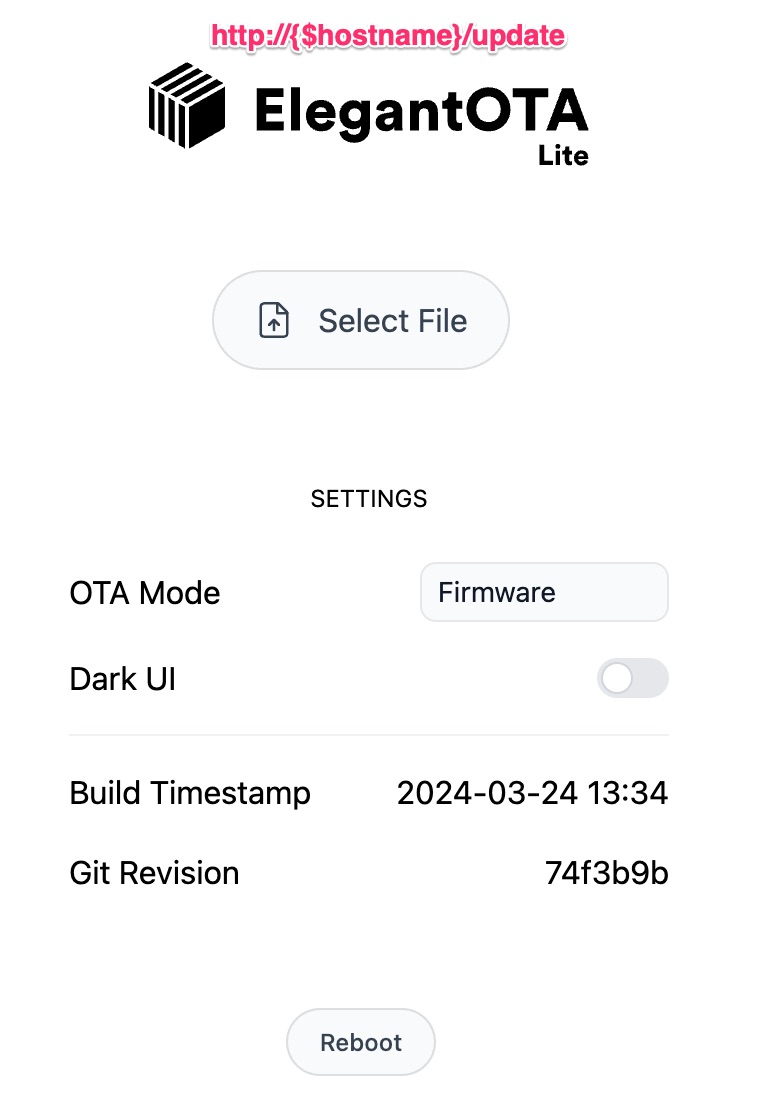 http://{$hostname}/update
ElegantOTA
Lite
Select File
SETTINGS
OTA Mode Firmware
Dark UI
Build Timestamp 2024-03-24 13:34
Git Revision 74f3b9b
Reboot